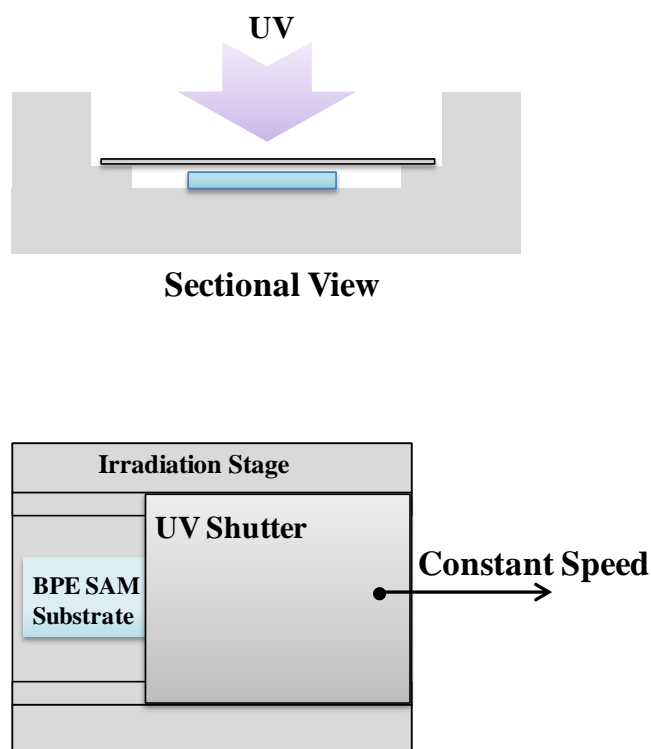 UV
Sectional View
Irradiation Stage
UV Shutter
Constant Speed
BPE SAM
Substrate